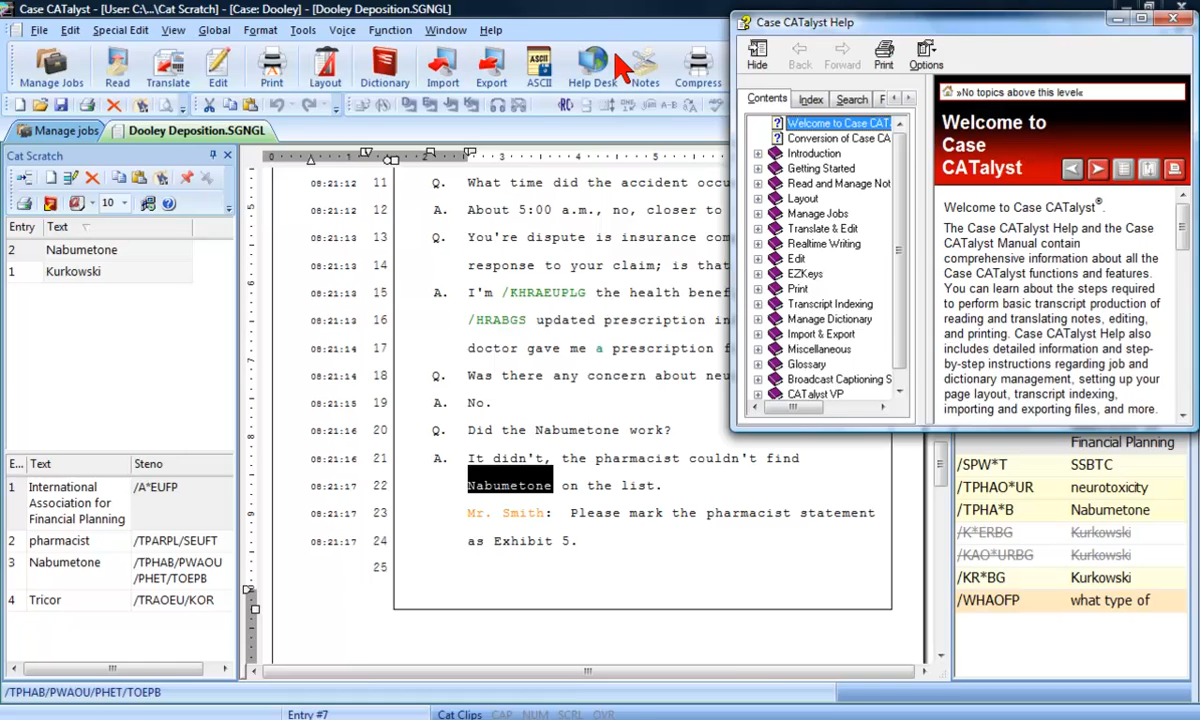 Case CATalyst - [User: C:\...\Cat Scratch] - [Case: Dooley] - [Dooley Deposition.SGNGL]
File Edit Special Edit View Global Format Tools Voice Function Window Help
Manage Jobs Read Translate Edit Print Layout Dictionary Import Export ASCII Help Desk Notes Compress
Manage jobs
Dooley Deposition.SGNGL
Cat Scratch
10
Entry Text
2 Nabumetone
1 Kurkowski
E... Text Steno
1 International Association for Financial Planning /A*EUFP
2 pharmacist /TPARPL/SEUFT
3 Nabumetone /TPHAB/PWAOU/PHET/TOEPB
4 Tricor /TRAOEU/KOR
/TPHAB/PWAOU/PHET/TOEPB
08:21:12 11 Q. What time did the accident occu
08:21:12 12 A. About 5:00 a.m., no, closer to
08:21:13 13 Q. You're dispute is insurance com
08:21:13 14 response to your claim; is that
08:21:13 15 A. I'm /KHRAEUPLG the health benef
08:21:13 16 /HRABGS updated prescription in
08:21:14 17 doctor gave me a prescription f
08:21:14 18 Q. Was there any concern about neu
08:21:15 19 A. No.
08:21:16 20 Q. Did the Nabumetone work?
08:21:16 21 A. It didn't, the pharmacist couldn't find
08:21:17 22 Nabumetone on the list.
08:21:17 23 Mr. Smith: Please mark the pharmacist statement
08:21:17 24 as Exhibit 5.
25
Case CATalyst Help
Hide Back Forward Print Options
Contents Index Search F
Welcome to Case CAT
Conversion of Case CA
Introduction
Getting Started
Read and Manage Not
Layout
Manage Jobs
Translate & Edit
Realtime Writing
Edit
EZKeys
Print
Transcript Indexing
Manage Dictionary
Import & Export
Miscellaneous
Glossary
Broadcast Captioning S
CATalyst VP
»No topics above this level«
Welcome to
Case
CATalyst
Welcome to Case CATalyst®.
The Case CATalyst Help and the Case
CATalyst Manual contain
comprehensive information about all the
Case CATalyst functions and features.
You can learn about the steps required
to perform basic transcript production of
reading and translating notes, editing,
and printing. Case CATalyst Help also
includes detailed information and step-
by-step instructions regarding job and
dictionary management, setting up your
page layout, transcript indexing,
importing and exporting files, and more.
Financial Planning
/SPW*T SSBTC
/TPHAO*UR neurotoxicity
/TPHA*B Nabumetone
/K*ERBG Kurkowski
/KAO*URBG Kurkowski
/KR*BG Kurkowski
/WHAOFP what type of
Entry #7 Cat Clips CAP NUM SCRL OVR